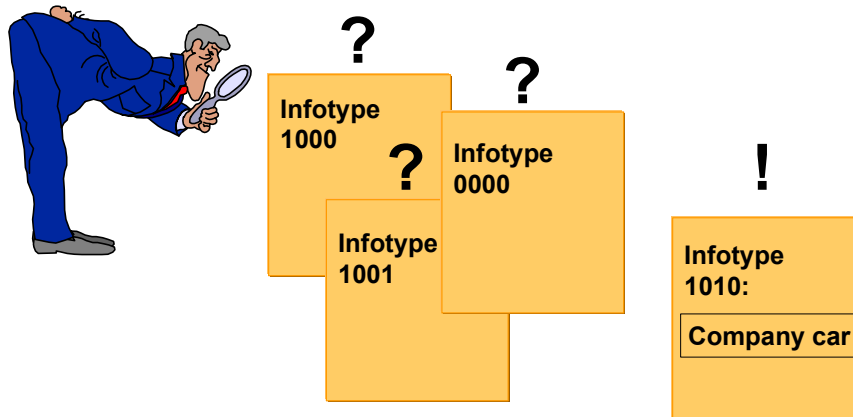 ?
?
Infotype
1000
?
Infotype
0000
!
Infotype
1001
Infotype
1010:
Company car